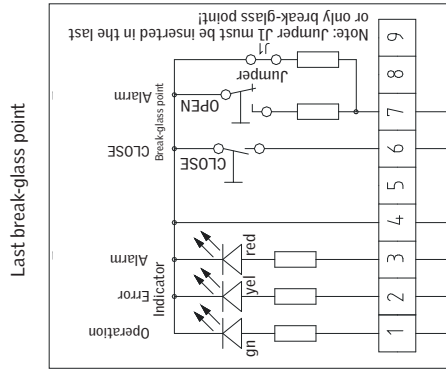 Last break-glass point
Note: Jumper J1 must be inserted in the last
or only break-glass point!
J1
Jumper
Alarm
OPEN
Break-glass point
CLOSE
CLOSE
Alarm
red
Error
yel
Indicator
Operation
gn
9
8
7
6
5
4
3
2
1